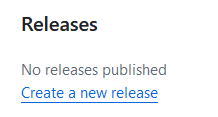 Releases
No releases published
Create a new release